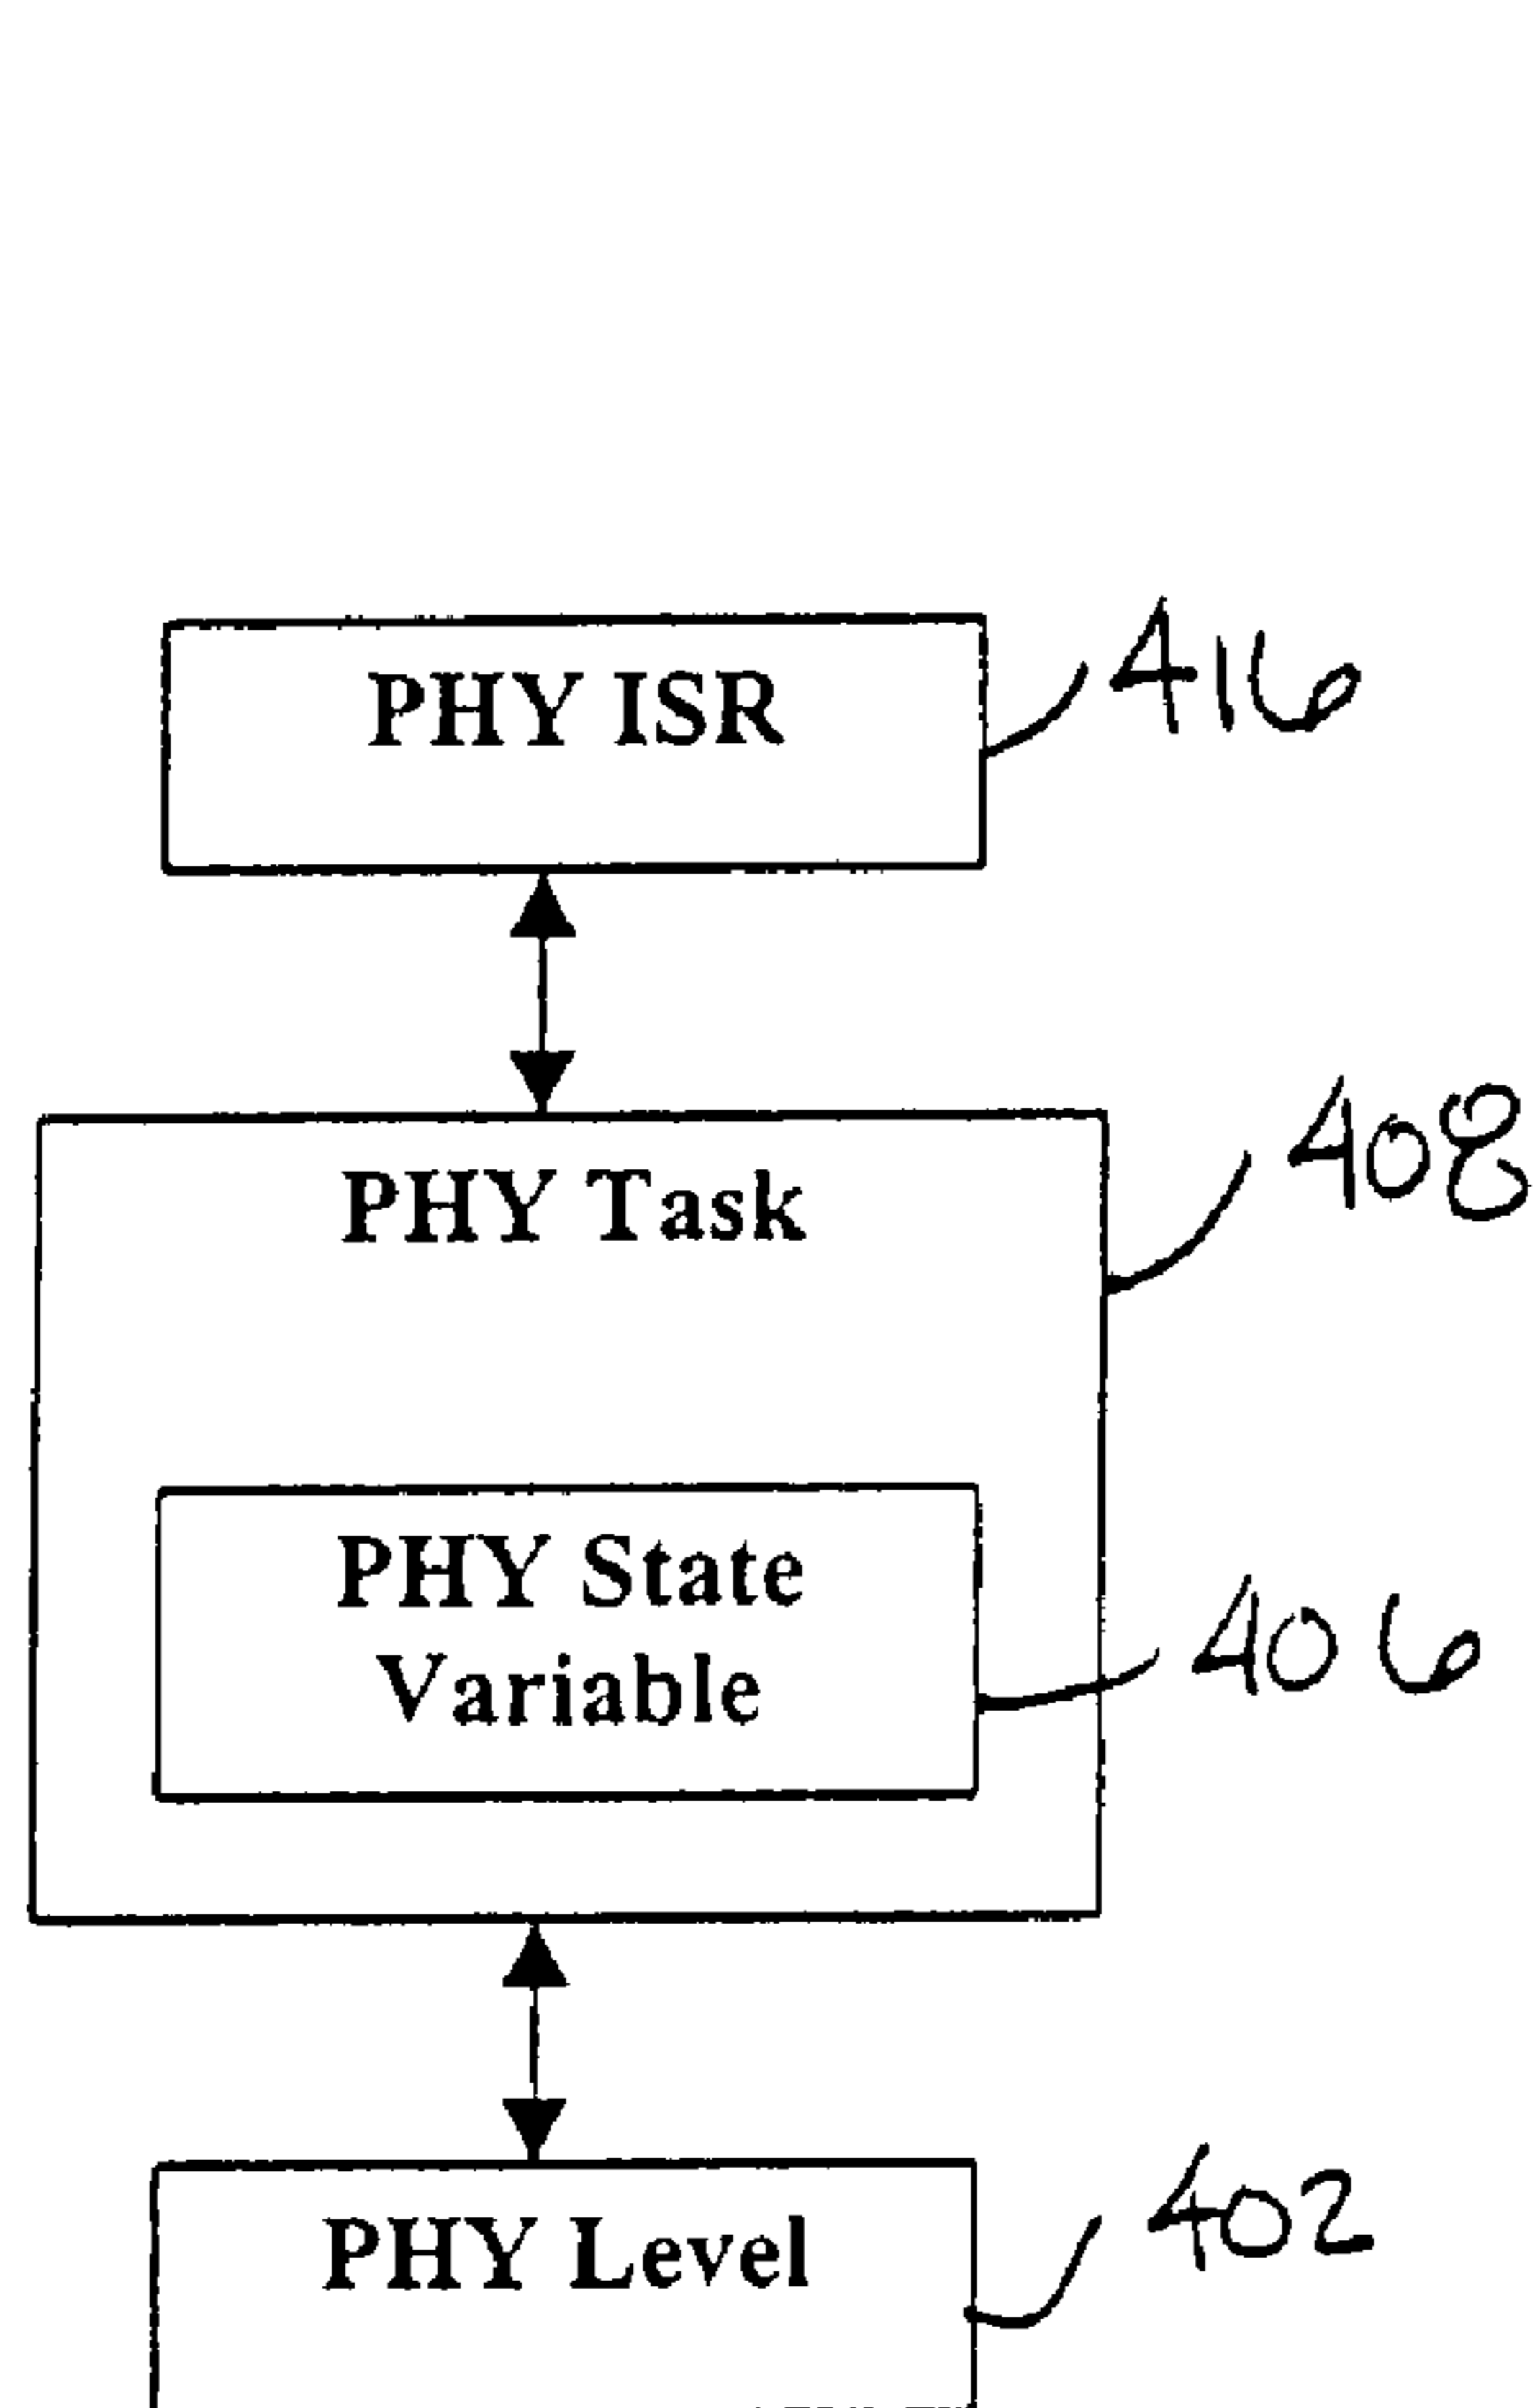 PHY ISR
416
PHY Task
408
PHY State
Variable
406
PHY Level
402